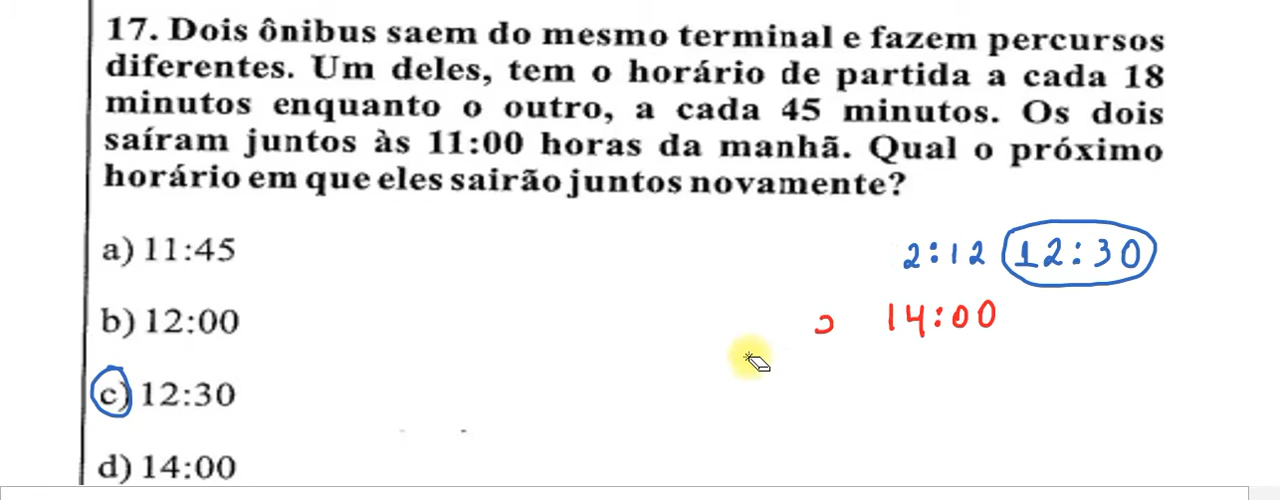 17. Dois ônibus saem do mesmo terminal e fazem percursos
diferentes. Um deles, tem o horário de partida a cada 18
minutos enquanto o outro, a cada 45 minutos. Os dois
saíram juntos às 11:00 horas da manhã. Qual o próximo
horário em que eles sairão juntos novamente?
a) 11:45
2:12 12:30
b) 12:00
14:00
c) 12:30
d) 14:00